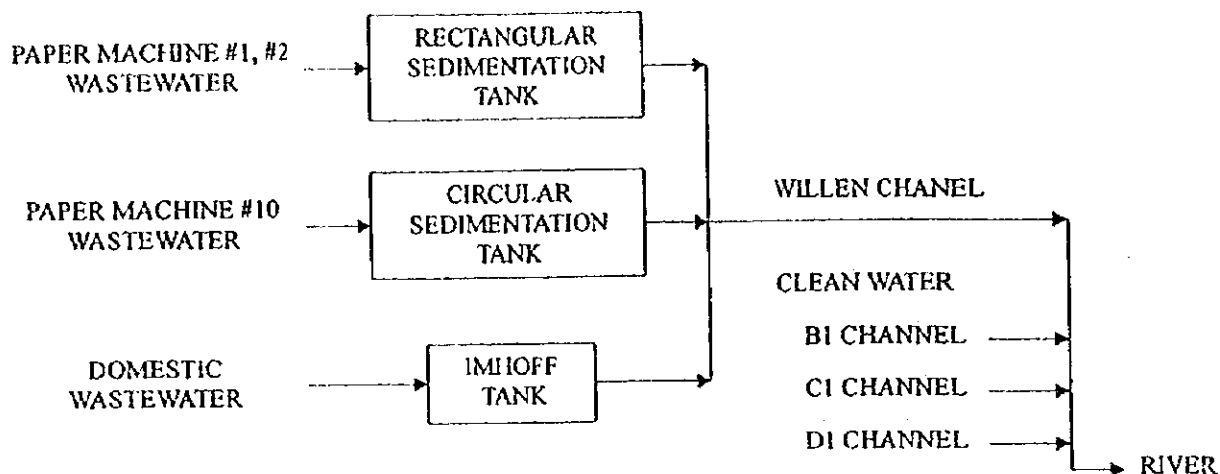 PAPER MACHINE #1, #2
WASTEWATER
RECTANGULAR
SEDIMENTATION
TANK
PAPER MACHINE #10
WASTEWATER
CIRCULAR
SEDIMENTATION
TANK
WILLEN CHANEL
CLEAN WATER
B1 CHANNEL
DOMESTIC
WASTEWATER
IMHOFF
TANK
C1 CHANNEL
D1 CHANNEL
RIVER